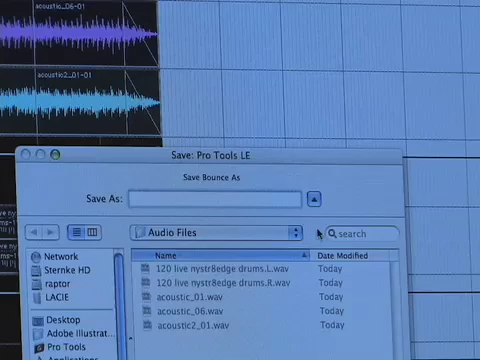 acoustic_06-01
acoustic2_01-01
Save: Pro Tools LE
Save Bounce As
Save As:
Audio Files
search
Network
Sternke HD
raptor
LACIE
Desktop
Adobe Illustrat...
Pro Tools
Applications
Name Date Modified
120 live nystr8edge drums.L.wav Today
120 live nystr8edge drums.R.wav Today
acoustic_01.wav Today
acoustic_06.wav Today
acoustic2_01.wav Today